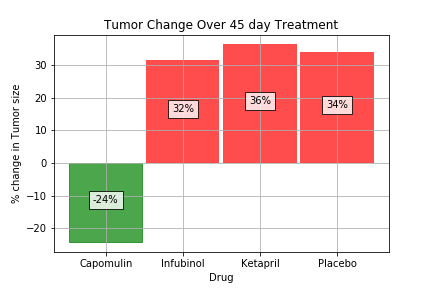 Tumor Change Over 45 day Treatment
% change in Tumor size
30
20
10
0
−10
−20
-24%
32%
36%
34%
Capomulin
Infubinol
Ketapril
Placebo
Drug